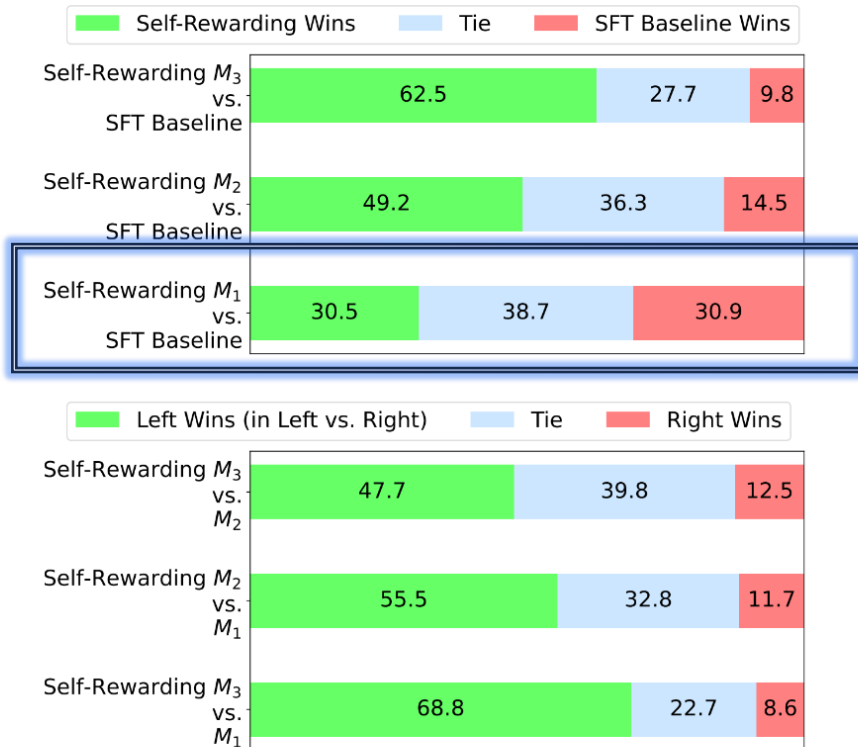 Self-Rewarding Wins Tie SFT Baseline Wins
Self-Rewarding M₃
vs.
SFT Baseline
62.5 27.7 9.8
Self-Rewarding M₂
vs.
SFT Baseline
49.2 36.3 14.5
Self-Rewarding M₁
vs.
SFT Baseline
30.5 38.7 30.9
Left Wins (in Left vs. Right) Tie Right Wins
Self-Rewarding M₃
vs.
M₂
47.7 39.8 12.5
Self-Rewarding M₂
vs.
M₁
55.5 32.8 11.7
Self-Rewarding M₃
vs.
M₁
68.8 22.7 8.6